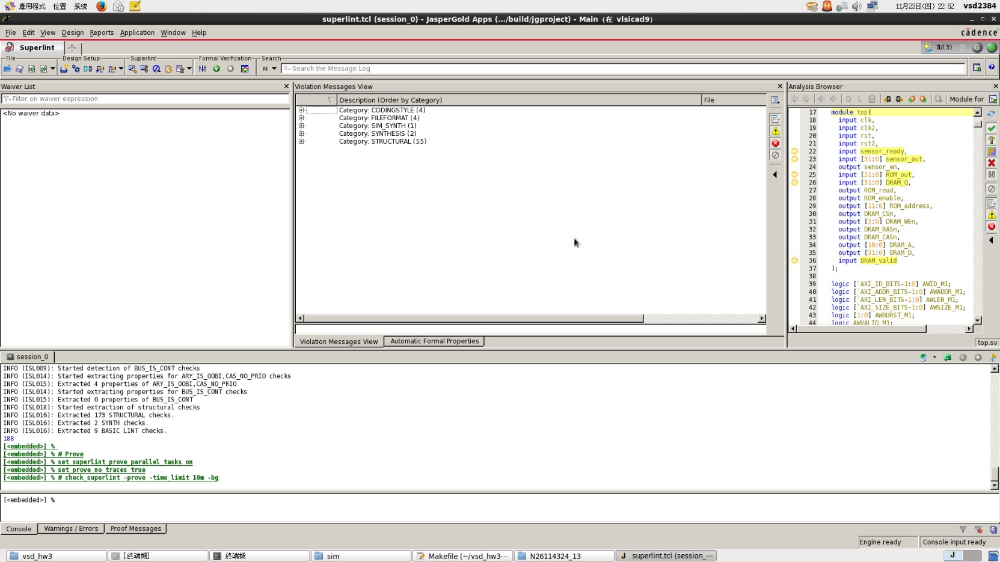 應用程式 位置 系統 11月23日(四) 22:52 vsd2384
superlint.tcl (session_0) - JasperGold Apps (.../build/jgproject) - Main (在 vlsicad9)
File Edit View Design Reports Application Window Help cādence
Superlint 3/(3)
File Design Setup Superlint Formal Verification Search
M Search the Message Log
Waiver List
Filter on waiver expression
<No waiver data>
Violation Messages View
Description (Order by Category) File
Category: CODINGSTYLE (4)
Category: FILEFORMAT (4)
Category: SIM_SYNTH (1)
Category: SYNTHESIS (2)
Category: STRUCTURAL (55)
Violation Messages View Automatic Formal Properties
Analysis Browser
Module for
17 module top(
18 input clk,
19 input clk2,
20 input rst,
21 input rst2,
22 input sensor_ready,
23 input [31:0] sensor_out,
24 output sensor_en,
25 input [31:0] ROM_out,
26 input [31:0] DRAM_Q,
27 output ROM_read,
28 output ROM_enable,
29 output [11:0] ROM_address,
30 output DRAM_CSn,
31 output [3:0] DRAM_WEn,
32 output DRAM_RASn,
33 output DRAM_CASn,
34 output [10:0] DRAM_A,
35 output [31:0] DRAM_D,
36 input DRAM_valid
37 );
38
39 logic [`AXI_ID_BITS-1:0] AWID_M1;
40 logic [`AXI_ADDR_BITS-1:0] AWADDR_M1;
41 logic [`AXI_LEN_BITS-1:0] AWLEN_M1;
42 logic [`AXI_SIZE_BITS-1:0] AWSIZE_M1;
43 logic [1:0] AWBURST_M1;
44 logic AWVALID_M1;
top.sv
session_0
INFO (ISL009): Started detection of BUS_IS_CONT checks
INFO (ISL014): Started extracting properties for ARY_IS_OOBI,CAS_NO_PRIO checks
INFO (ISL015): Extracted 4 properties of ARY_IS_OOBI,CAS_NO_PRIO
INFO (ISL014): Started extracting properties for BUS_IS_CONT checks
INFO (ISL015): Extracted 0 properties of BUS_IS_CONT
INFO (ISL018): Started extraction of structural checks
INFO (ISL016): Extracted 173 STRUCTURAL checks.
INFO (ISL016): Extracted 2 SYNTH checks.
INFO (ISL016): Extracted 9 BASIC LINT checks.
188
[<embedded>] %
[<embedded>] % # Prove
[<embedded>] % set superlint_prove_parallel_tasks on
[<embedded>] % set prove_no_traces true
[<embedded>] % # check_superlint -prove -time_limit 10m -bg
[<embedded>] %
Console Warnings / Errors Proof Messages
Engine ready Console input ready
vsd_hw3 [終端機] 終端機 sim Makefile (~/vsd_hw3… N26114324_13 superlint.tcl (session_…